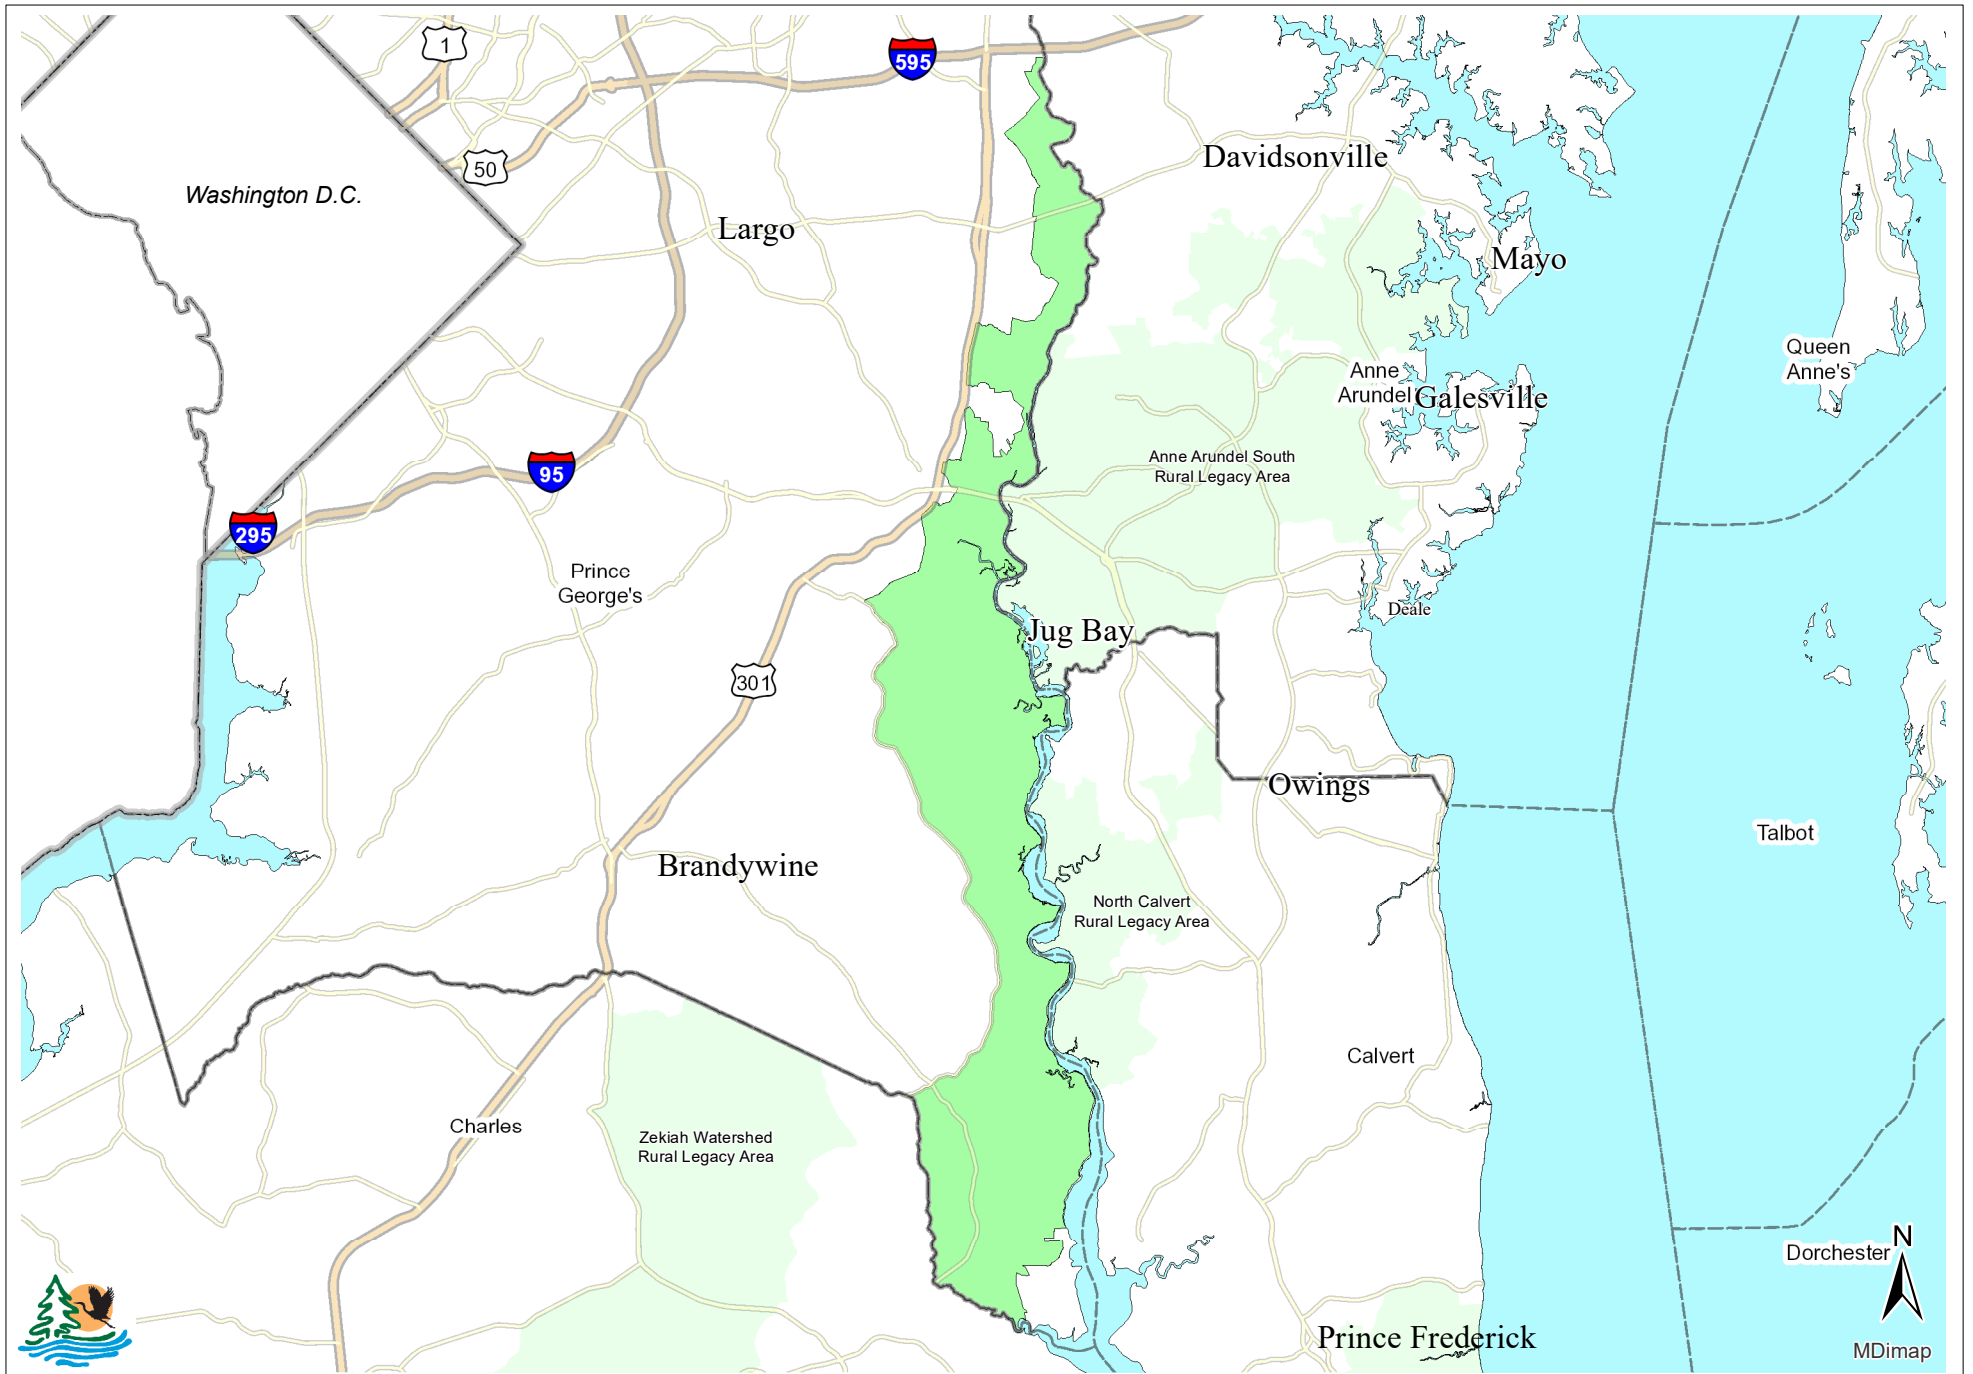 1
595
50
Washington D.C.
Davidsonville
Largo
Mayo
Queen
Anne's
Anne
Arundel
Galesville
Anne Arundel South
Rural Legacy Area
95
295
Prince
George's
Deale
Jug Bay
301
Owings
Talbot
Brandywine
North Calvert
Rural Legacy Area
Calvert
Charles
Zekiah Watershed
Rural Legacy Area
N
Dorchester
Prince Frederick
MDimap